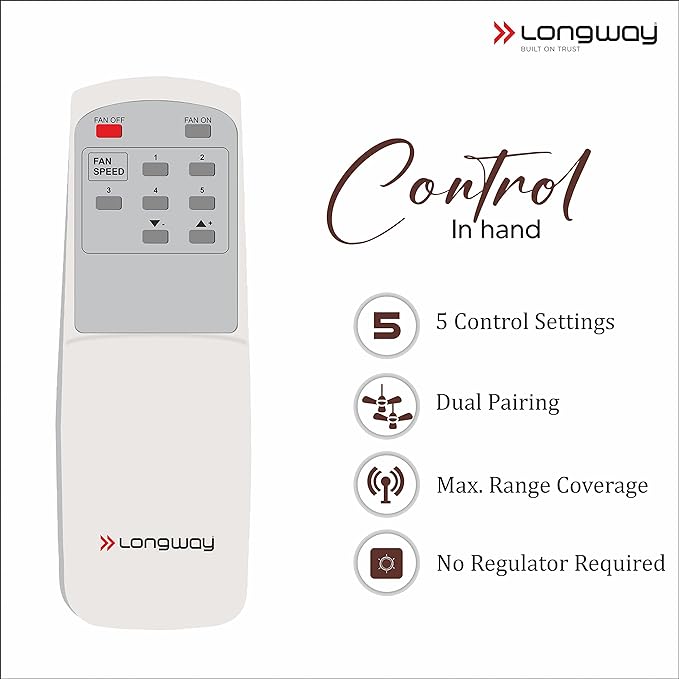 LONGWAY
BUILT ON TRUST
FAN OFF
FAN ON
FAN
SPEED
1
2
3
4
5
-
+
LONGWAY
Control
In hand
5
5 Control Settings
Dual Pairing
Max. Range Coverage
No Regulator Required